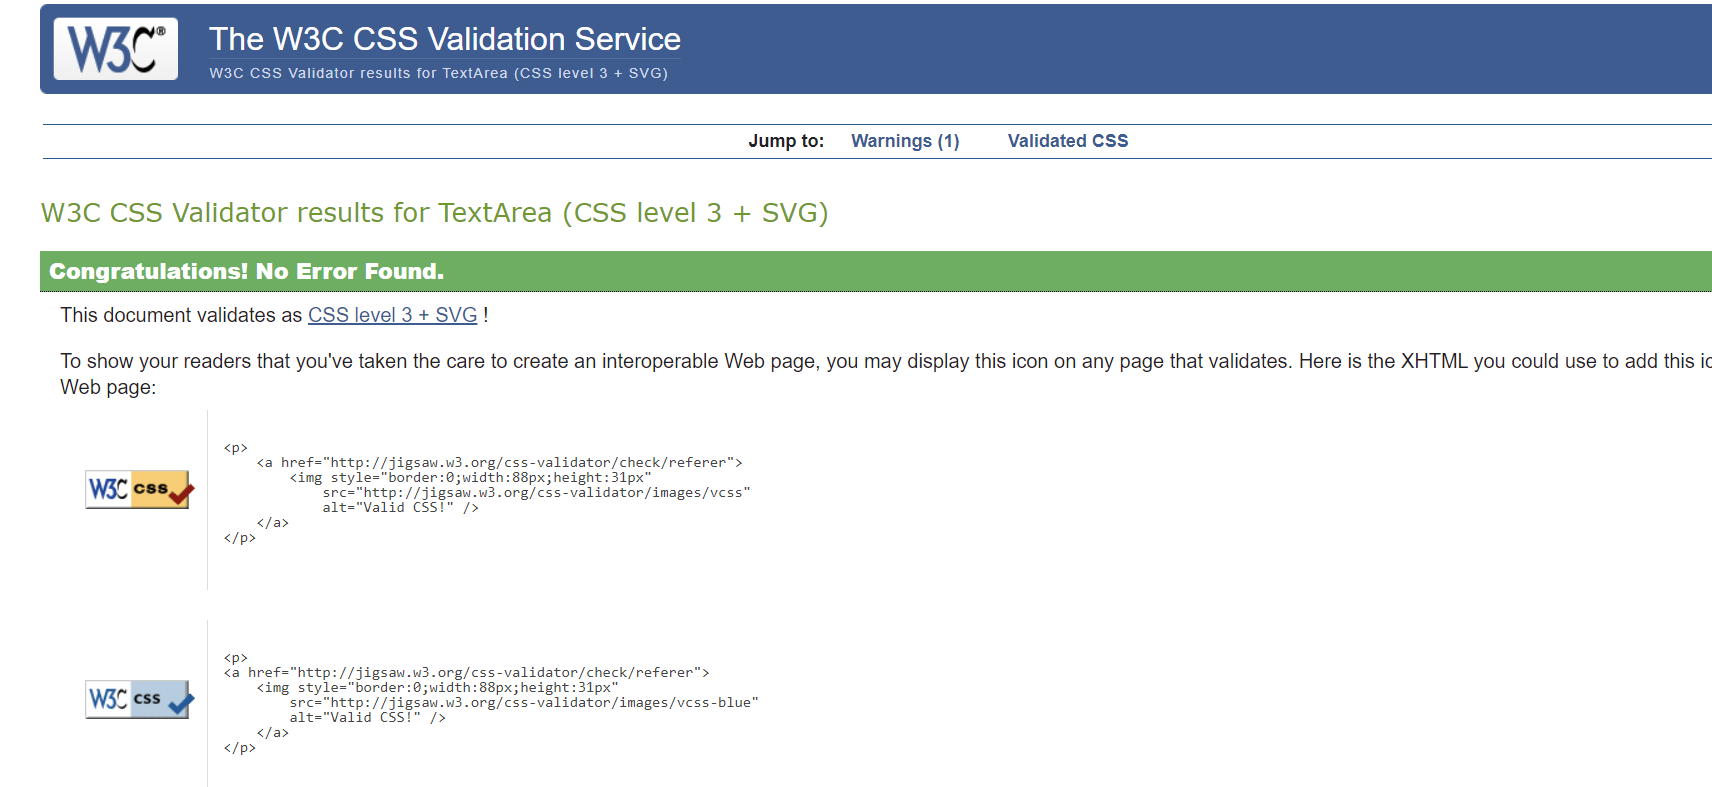 W3C®
The W3C CSS Validation Service
W3C CSS Validator results for TextArea (CSS level 3 + SVG)
Jump to: Warnings (1) Validated CSS
W3C CSS Validator results for TextArea (CSS level 3 + SVG)
Congratulations! No Error Found.
This document validates as CSS level 3 + SVG !
To show your readers that you've taken the care to create an interoperable Web page, you may display this icon on any page that validates. Here is the XHTML you could use to add this
Web page:
<p>
<a href="http://jigsaw.w3.org/css-validator/check/referer">
<img style="border:0;width:88px;height:31px"
src="http://jigsaw.w3.org/css-validator/images/vcss"
alt="Valid CSS!" />
</a>
</p>
W3C css
<p>
<a href="http://jigsaw.w3.org/css-validator/check/referer">
<img style="border:0;width:88px;height:31px"
src="http://jigsaw.w3.org/css-validator/images/vcss-blue"
alt="Valid CSS!" />
</a>
</p>
W3C css